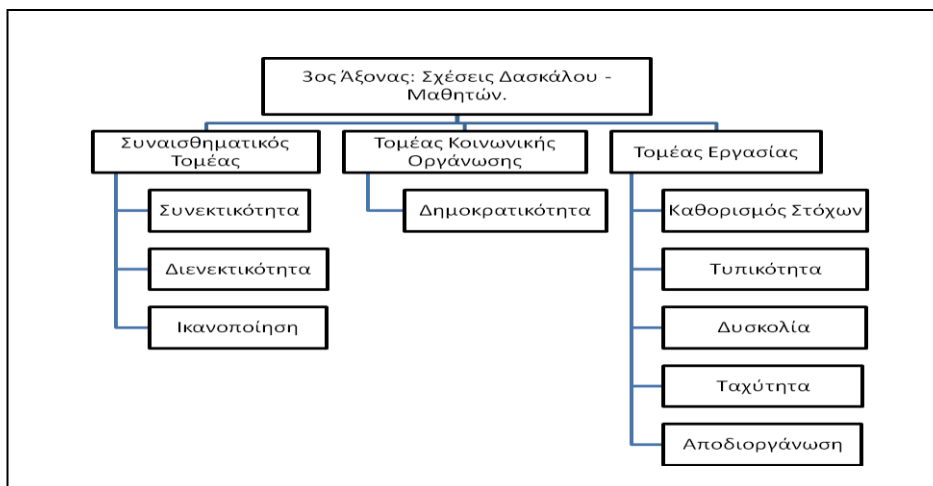 3ος Άξονας: Σχέσεις Δασκάλου -
Μαθητών.
Συναισθηματικός
Τομέας
Συνεκτικότητα
Διενεκτικότητα
Ικανοποίηση
Τομέας Κοινωνικής
Οργάνωσης
Δημοκρατικότητα
Τομέας Εργασίας
Καθορισμός Στόχων
Τυπικότητα
Δυσκολία
Ταχύτητα
Αποδιοργάνωση